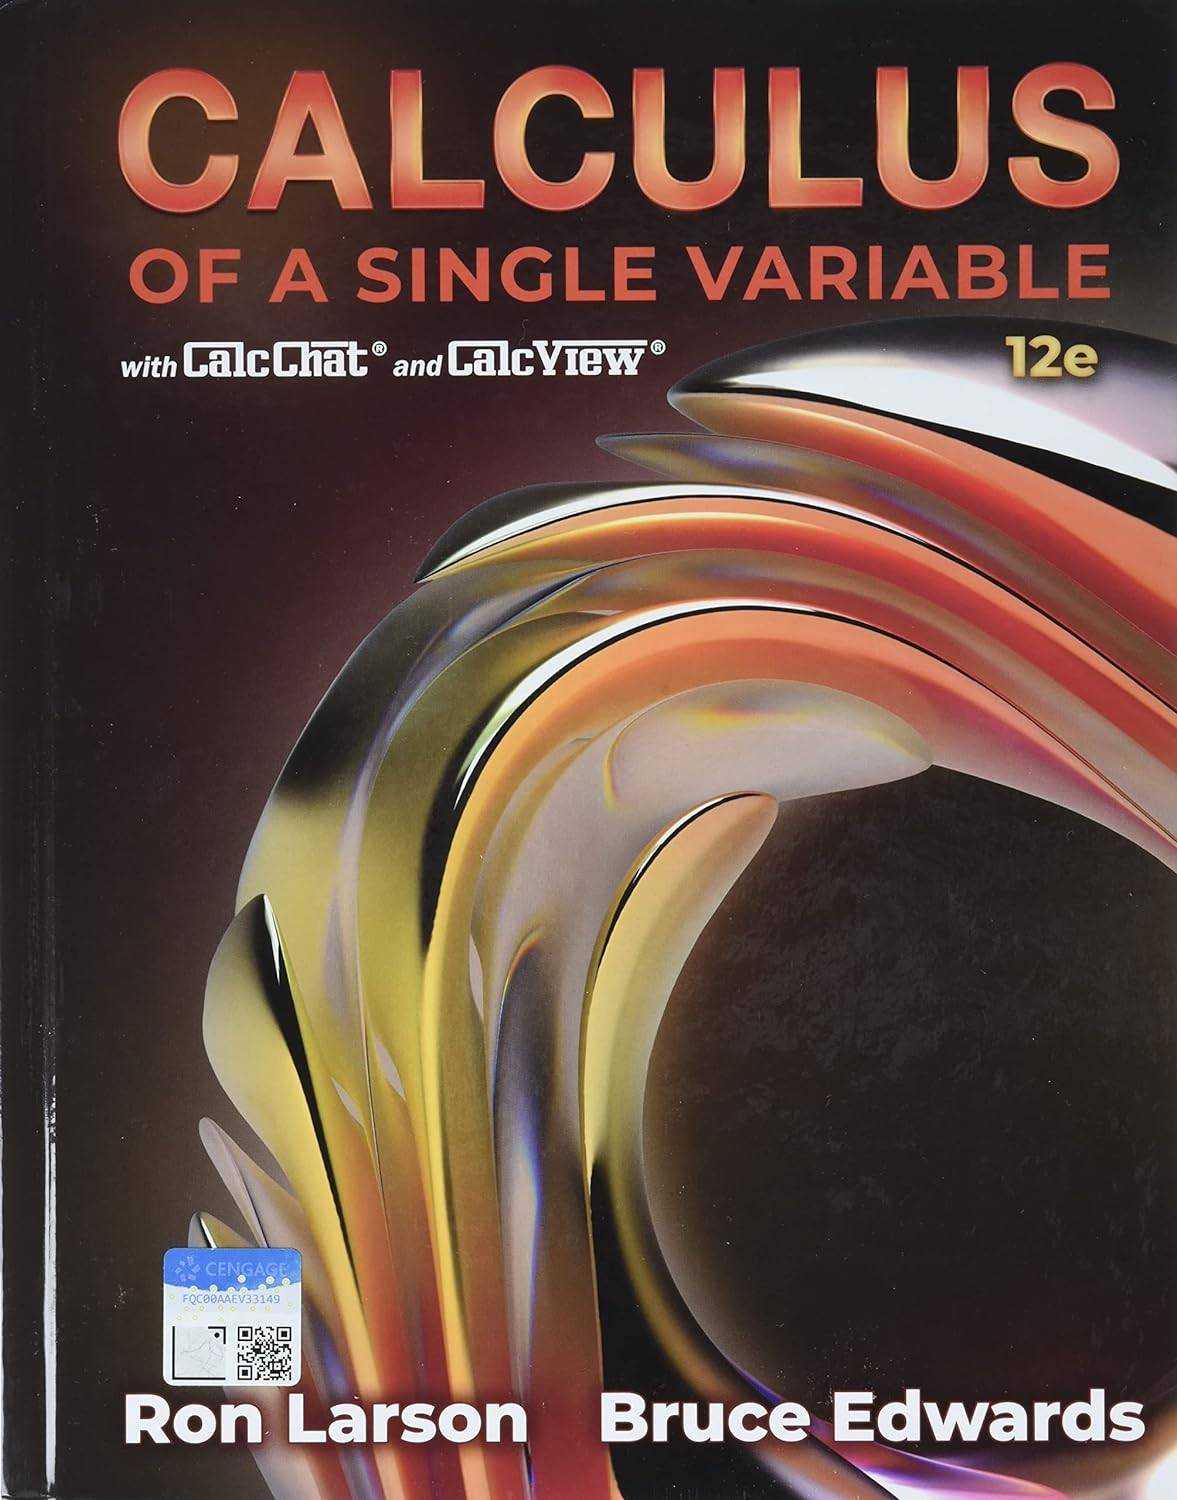 CALCULUS
OF A SINGLE VARIABLE
with CalcChat® and CalcView®
12e
CENGAGE
FQC00AAEV33149
Ron Larson Bruce Edwards